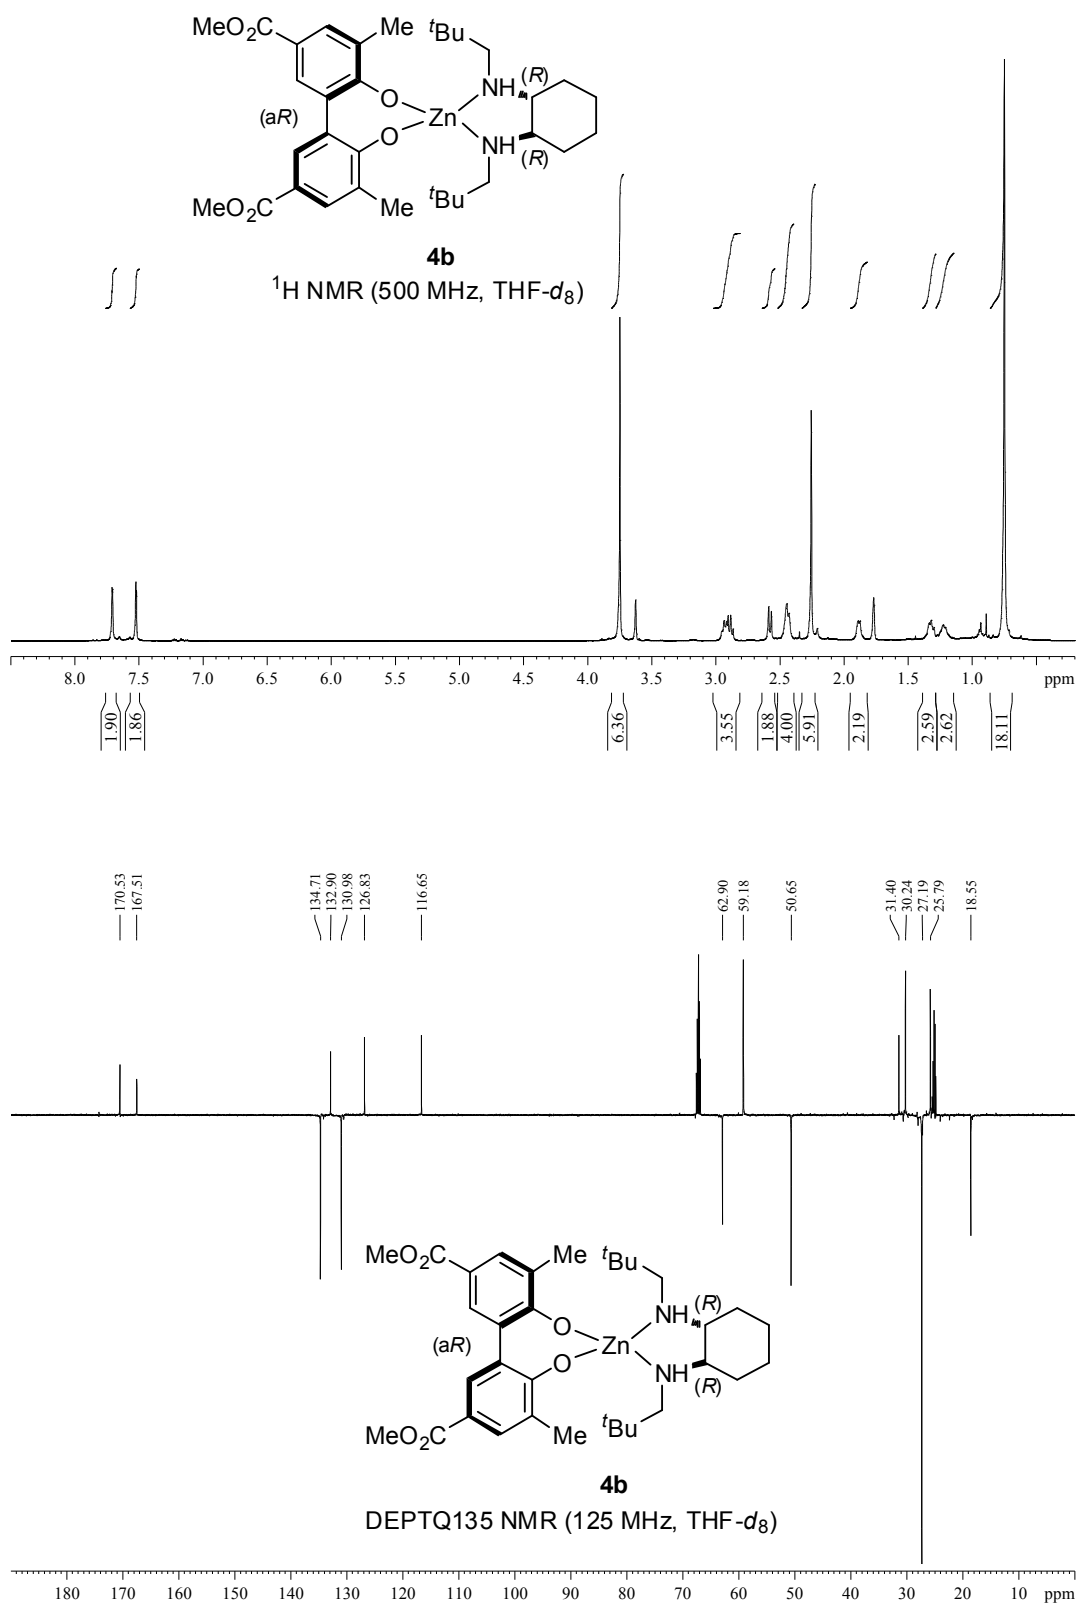 MeO2C
Me
tBu
NH
(R)
(aR)
O
Zn
O
NH
(R)
MeO2C
Me
tBu
4b
1H NMR (500 MHz, THF-d8)
8.0 7.5 7.0 6.5 6.0 5.5 5.0 4.5 4.0 3.5 3.0 2.5 2.0 1.5 1.0 ppm
1.90 1.86 6.36 3.55 1.88 4.00 5.91 2.19 2.59 2.62 18.11
170.53 167.51 134.71 132.90 130.98 126.83 116.65 62.90 59.18 50.65 31.40 30.24 27.19 25.79 18.55
MeO2C
Me
tBu
NH
(R)
(aR)
O
Zn
O
NH
(R)
MeO2C
Me
tBu
4b
DEPTQ135 NMR (125 MHz, THF-d8)
180 170 160 150 140 130 120 110 100 90 80 70 60 50 40 30 20 10 ppm